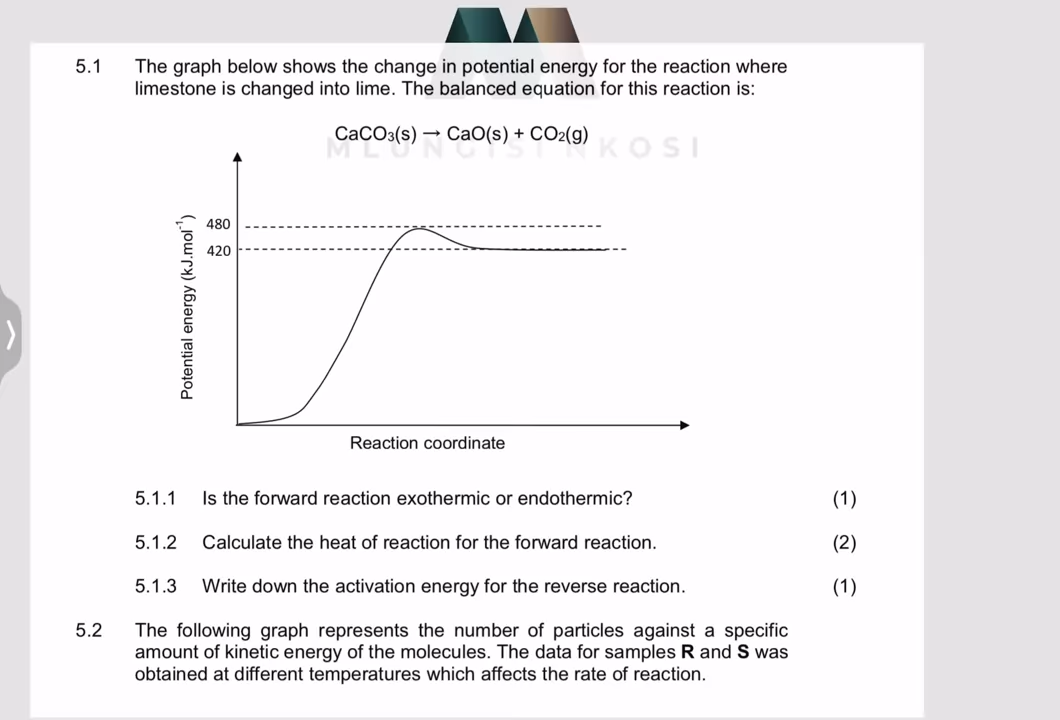 5.1 The graph below shows the change in potential energy for the reaction where
limestone is changed into lime. The balanced equation for this reaction is:
CaCO₃(s) → CaO(s) + CO₂(g)
MLUNGISI NKOSI
Potential energy (kJ.mol⁻¹)
480
420
Reaction coordinate
5.1.1 Is the forward reaction exothermic or endothermic? (1)
5.1.2 Calculate the heat of reaction for the forward reaction. (2)
5.1.3 Write down the activation energy for the reverse reaction. (1)
5.2 The following graph represents the number of particles against a specific
amount of kinetic energy of the molecules. The data for samples R and S was
obtained at different temperatures which affects the rate of reaction.